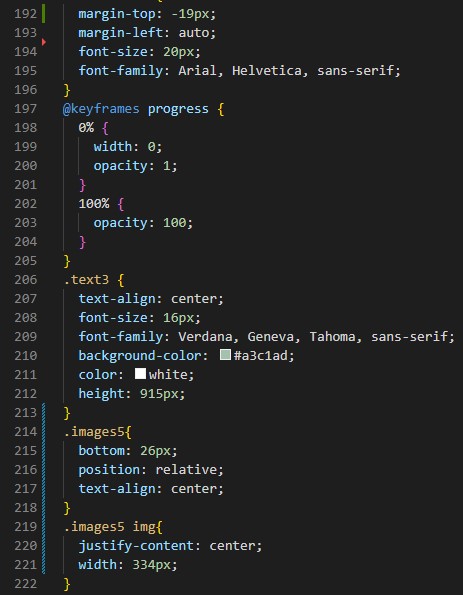 192 margin-top: -19px;
193 margin-left: auto;
194 font-size: 20px;
195 font-family: Arial, Helvetica, sans-serif;
196 }
197 @keyframes progress {
198 0% {
199 width: 0;
200 opacity: 1;
201 }
202 100% {
203 opacity: 100;
204 }
205 }
206 .text3 {
207 text-align: center;
208 font-size: 16px;
209 font-family: Verdana, Geneva, Tahoma, sans-serif;
210 background-color: #a3c1ad;
211 color: white;
212 height: 915px;
213 }
214 .images5{
215 bottom: 26px;
216 position: relative;
217 text-align: center;
218 }
219 .images5 img{
220 justify-content: center;
221 width: 334px;
222 }